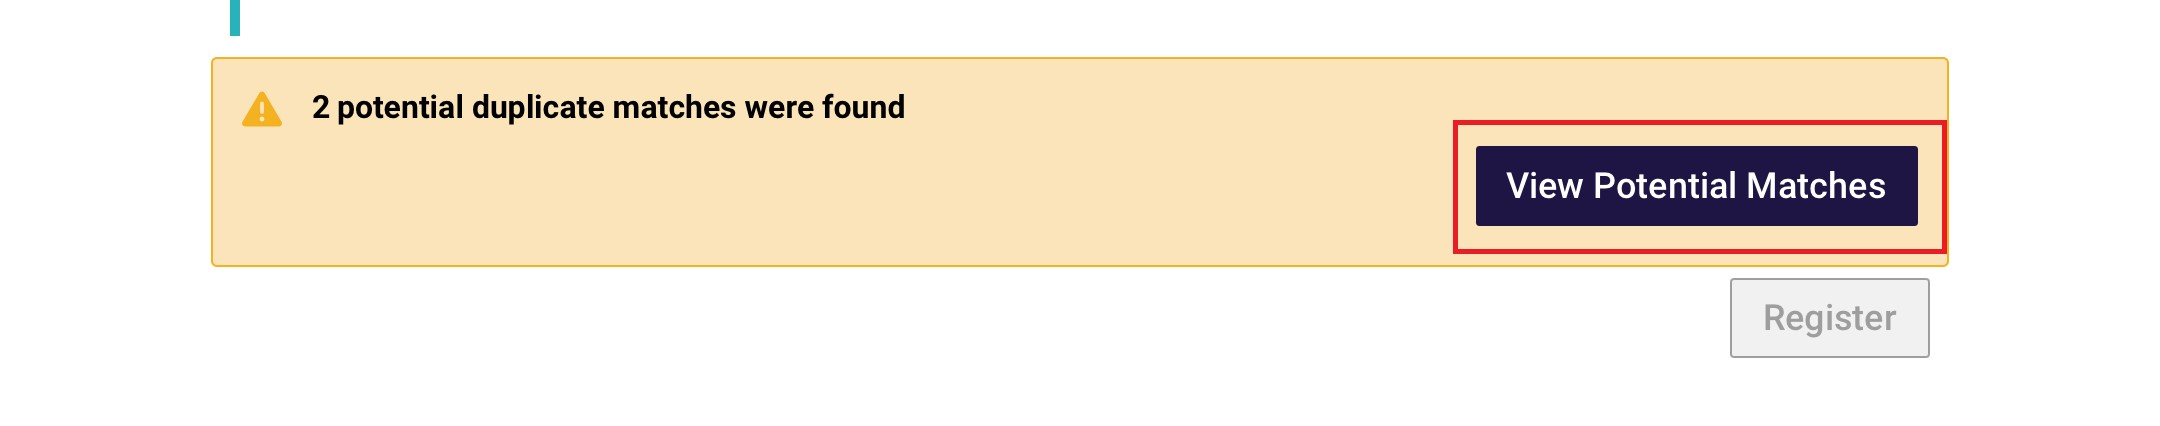 2 potential duplicate matches were found
View Potential Matches
Register